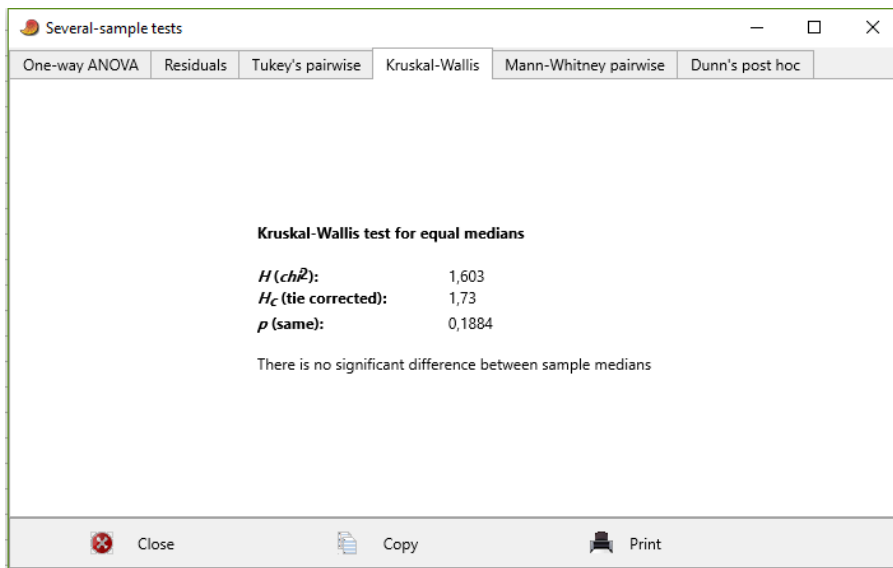 Several-sample tests
One-way ANOVA Residuals Tukey's pairwise Kruskal-Wallis Mann-Whitney pairwise Dunn's post hoc
Kruskal-Wallis test for equal medians
H (chi2): 1,603
Hc (tie corrected): 1,73
p (same): 0,1884
There is no significant difference between sample medians
Close Copy Print